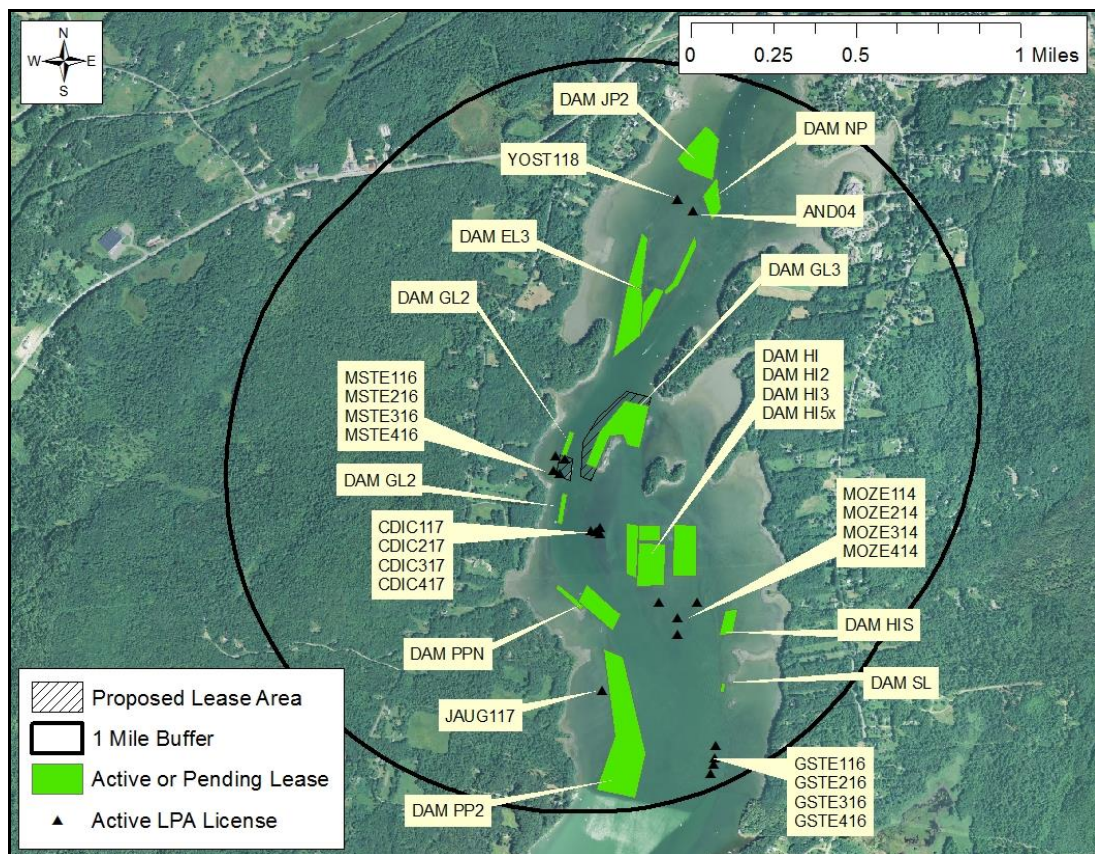 N
W E
S
0 0.25 0.5 1 Miles
DAM JP2
DAM NP
YOST118
AND04
DAM EL3
DAM GL3
DAM GL2
DAM HI
DAM HI2
DAM HI3
DAM HI5x
MSTE116
MSTE216
MSTE316
MSTE416
DAM GL2
MOZE114
MOZE214
MOZE314
MOZE414
CDIC117
CDIC217
CDIC317
CDIC417
DAM HIS
DAM PPN
DAM SL
JAUG117
GSTE116
GSTE216
GSTE316
GSTE416
DAM PP2
Proposed Lease Area
1 Mile Buffer
Active or Pending Lease
Active LPA License